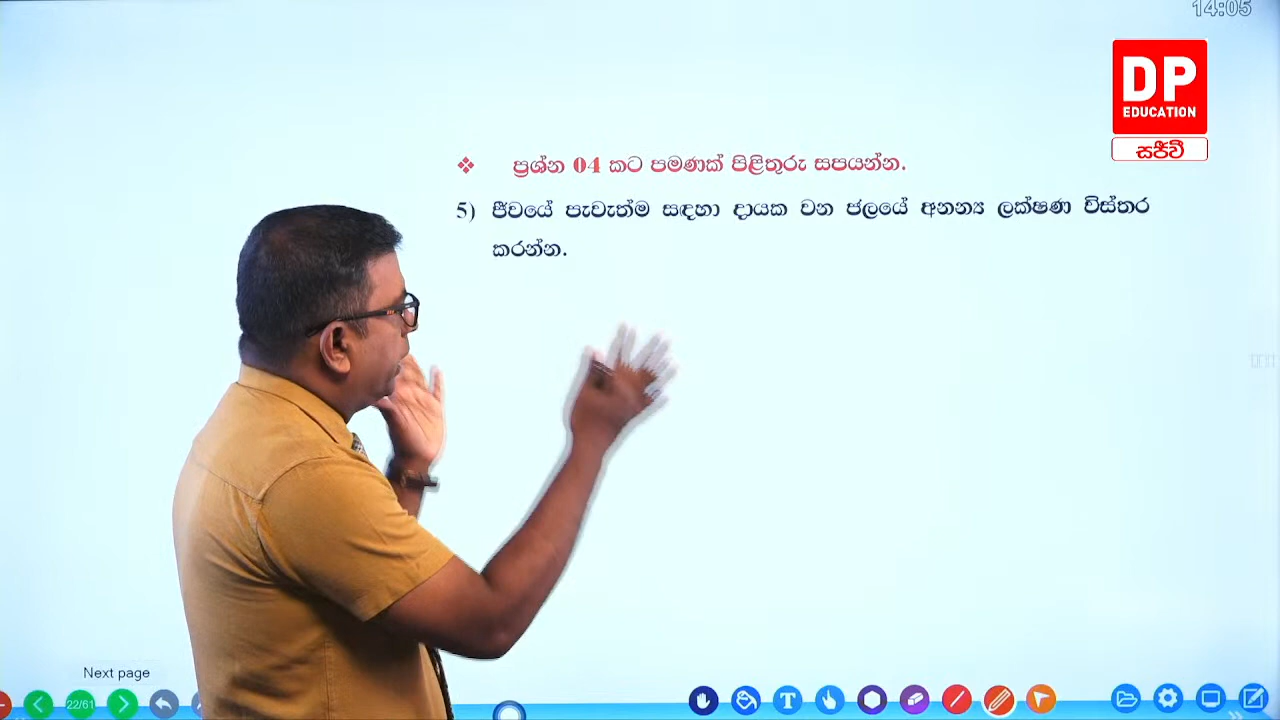 14:05
DP
EDUCATION
සජීවී
❖ ප්‍රශ්න 04 කට පමණක් පිළිතුරු සපයන්න.
5) ජීවයේ පැවැත්ම සඳහා දායක වන ජලයේ අනන්‍ය ලක්ෂණ විස්තර
කරන්න.
Next page
22/61
T